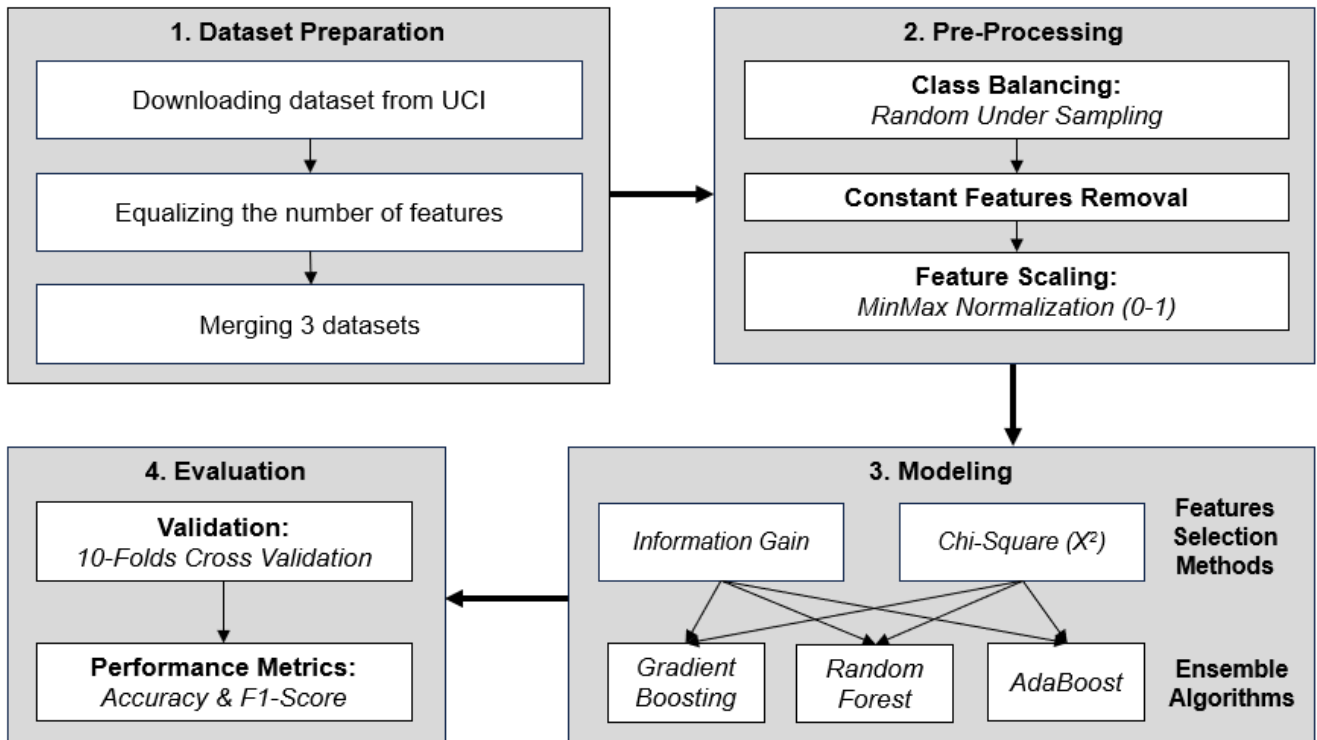 1. Dataset Preparation
Downloading dataset from UCI
Equalizing the number of features
Merging 3 datasets
2. Pre-Processing
Class Balancing:
Random Under Sampling
Constant Features Removal
Feature Scaling:
MinMax Normalization (0-1)
3. Modeling
Information Gain
Chi-Square (X²)
Features
Selection
Methods
Gradient
Boosting
Random
Forest
AdaBoost
Ensemble
Algorithms
4. Evaluation
Validation:
10-Folds Cross Validation
Performance Metrics:
Accuracy & F1-Score